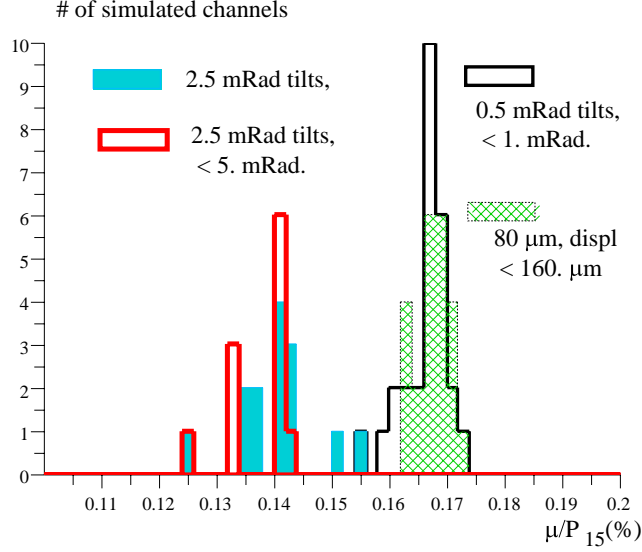 # of simulated channels
10
9
8
7
6
5
4
3
2
1
0
2.5 mRad tilts,
2.5 mRad tilts,
< 5. mRad.
0.5 mRad tilts,
< 1. mRad.
80 μm, displ
< 160. μm
0.11 0.12 0.13 0.14 0.15 0.16 0.17 0.18 0.19 0.2
μ/P 15(%)